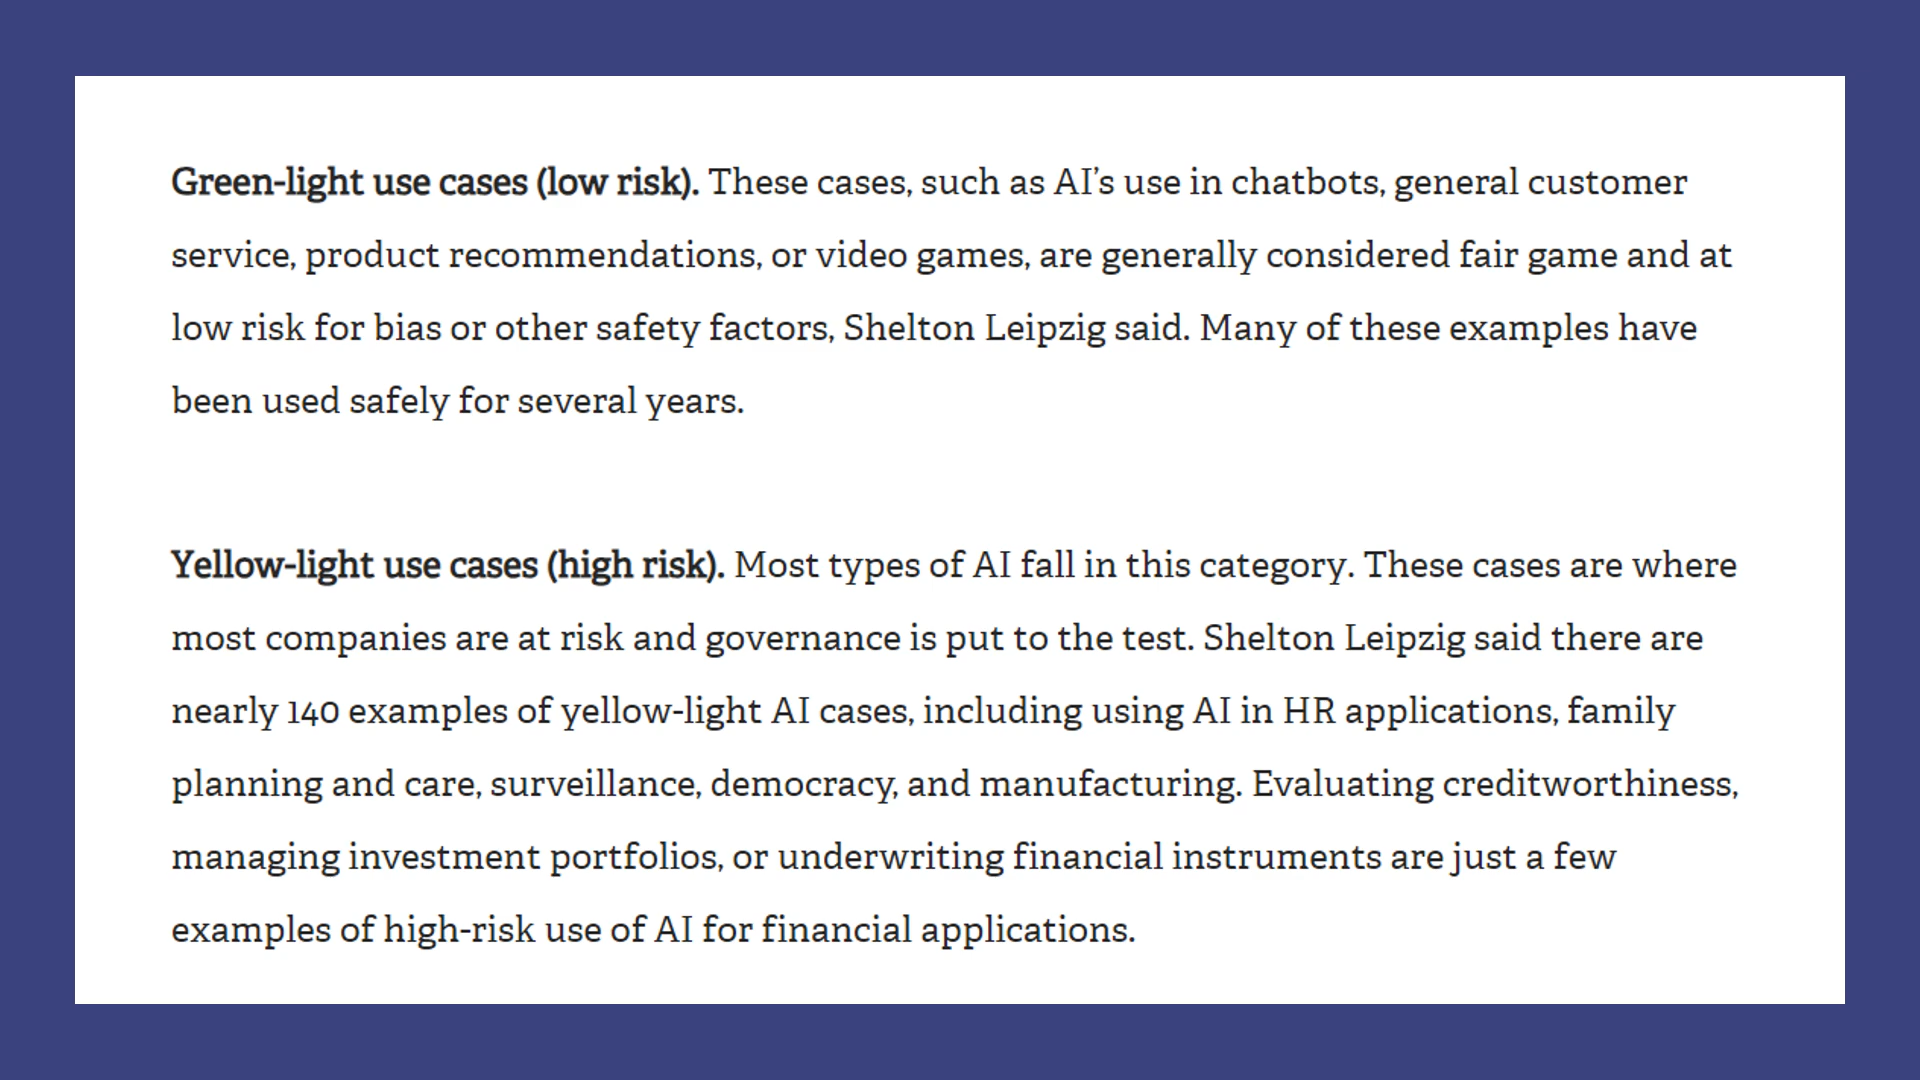 Green-light use cases (low risk). These cases, such as AI’s use in chatbots, general customer
service, product recommendations, or video games, are generally considered fair game and at
low risk for bias or other safety factors, Shelton Leipzig said. Many of these examples have
been used safely for several years.
Yellow-light use cases (high risk). Most types of AI fall in this category. These cases are where
most companies are at risk and governance is put to the test. Shelton Leipzig said there are
nearly 140 examples of yellow-light AI cases, including using AI in HR applications, family
planning and care, surveillance, democracy, and manufacturing. Evaluating creditworthiness,
managing investment portfolios, or underwriting financial instruments are just a few
examples of high-risk use of AI for financial applications.